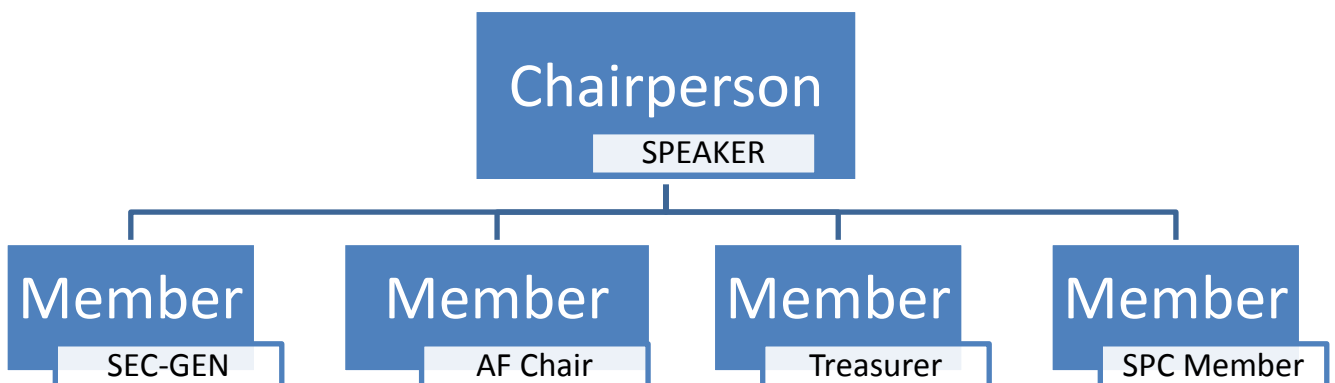 Chairperson
SPEAKER
Member
SEC-GEN
Member
AF Chair
Member
Treasurer
Member
SPC Member